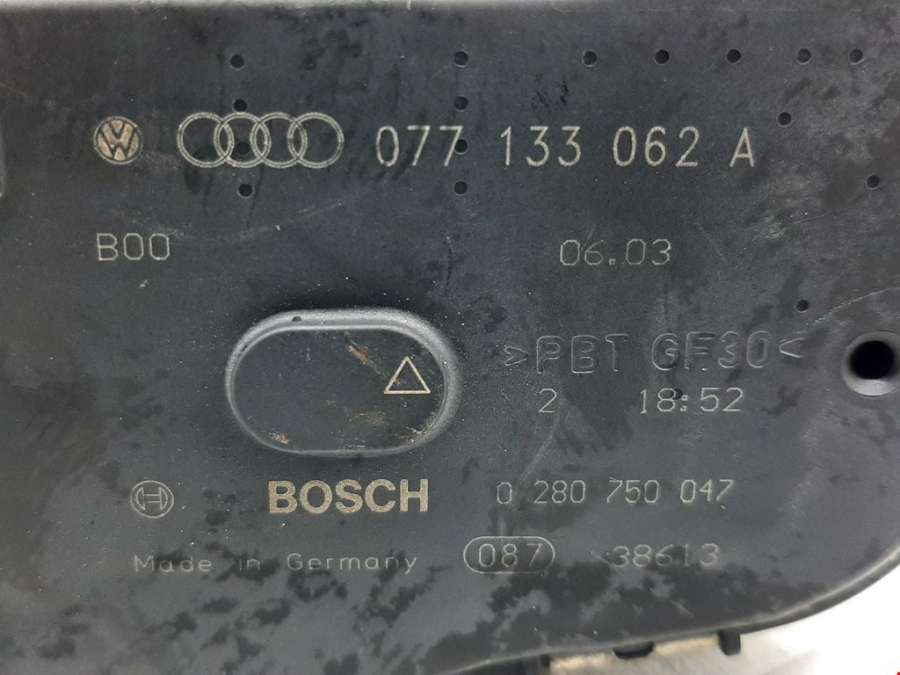 077 133 062 A
B00 06.03
>PBT GF30<
2 18:52
BOSCH 0 280 750 047
Made in Germany 087 38613